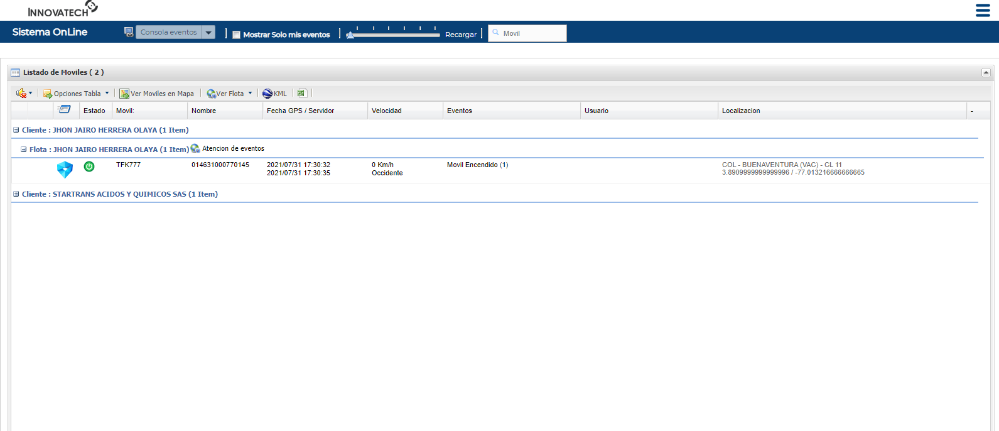 INNOVATECH
Sistema OnLine
Consola eventos
Mostrar Solo mis eventos
Recargar
Movil
Listado de Moviles ( 2 )
Opciones Tabla
Ver Moviles en Mapa
Ver Flota
KML
Estado
Movil:
Nombre
Fecha GPS / Servidor
Velocidad
Eventos
Usuario
Localizacion
-
Cliente : JHON JAIRO HERRERA OLAYA (1 Item)
Flota : JHON JAIRO HERRERA OLAYA (1 Item) Atencion de eventos
TFK777
014631000770145
2021/07/31 17:30:32
2021/07/31 17:30:35
0 Km/h
Occidente
Movil Encendido (1)
COL - BUENAVENTURA (VAC) - CL 11
3.8909999999999996 / -77.013216666666665
Cliente : STARTRANS ACIDOS Y QUIMICOS SAS (1 Item)